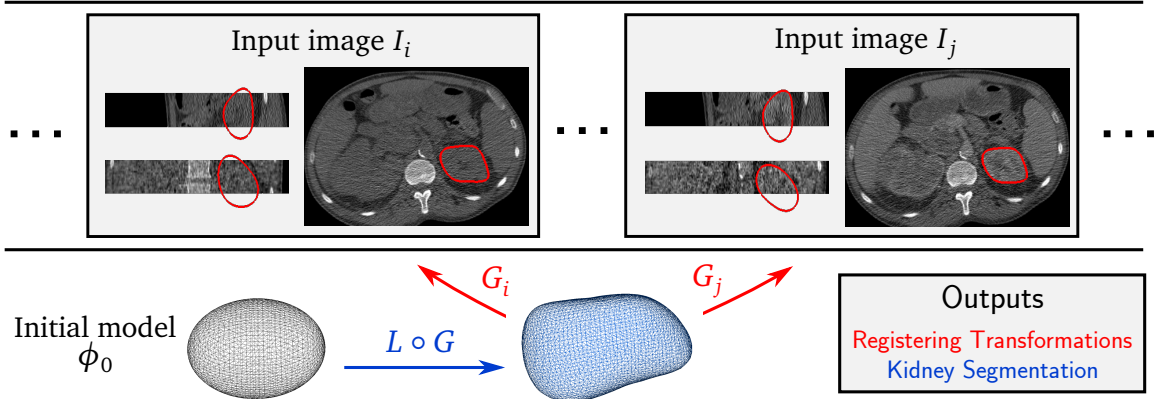 Input image I_i
Input image I_j
G_i
G_j
Initial model
ϕ_0
L ∘ G
Outputs
Registering Transformations
Kidney Segmentation